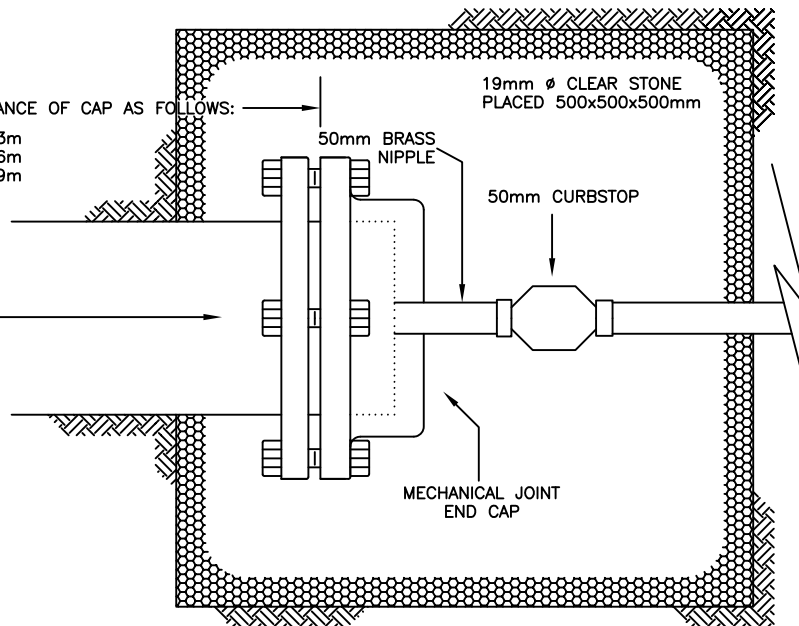 ANCE OF CAP AS FOLLOWS:
3m
6m
9m
19mm ø CLEAR STONE
PLACED 500x500x500mm
50mm BRASS
NIPPLE
50mm CURBSTOP
MECHANICAL JOINT
END CAP